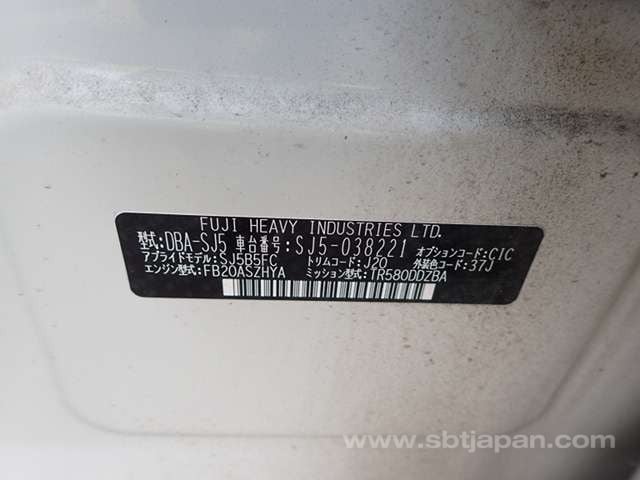 FUJI HEAVY INDUSTRIES LTD.
型式:DBA-SJ5 車台番号:SJ5-038221 オプションコード:CIC
アプライドモデル:SJ5B5FC トリムコード:J20 外装色コード:37J
エンジン型式:FB20ASZHYA ミッション型式:TR580DDZBA
www.sbtjapan.com